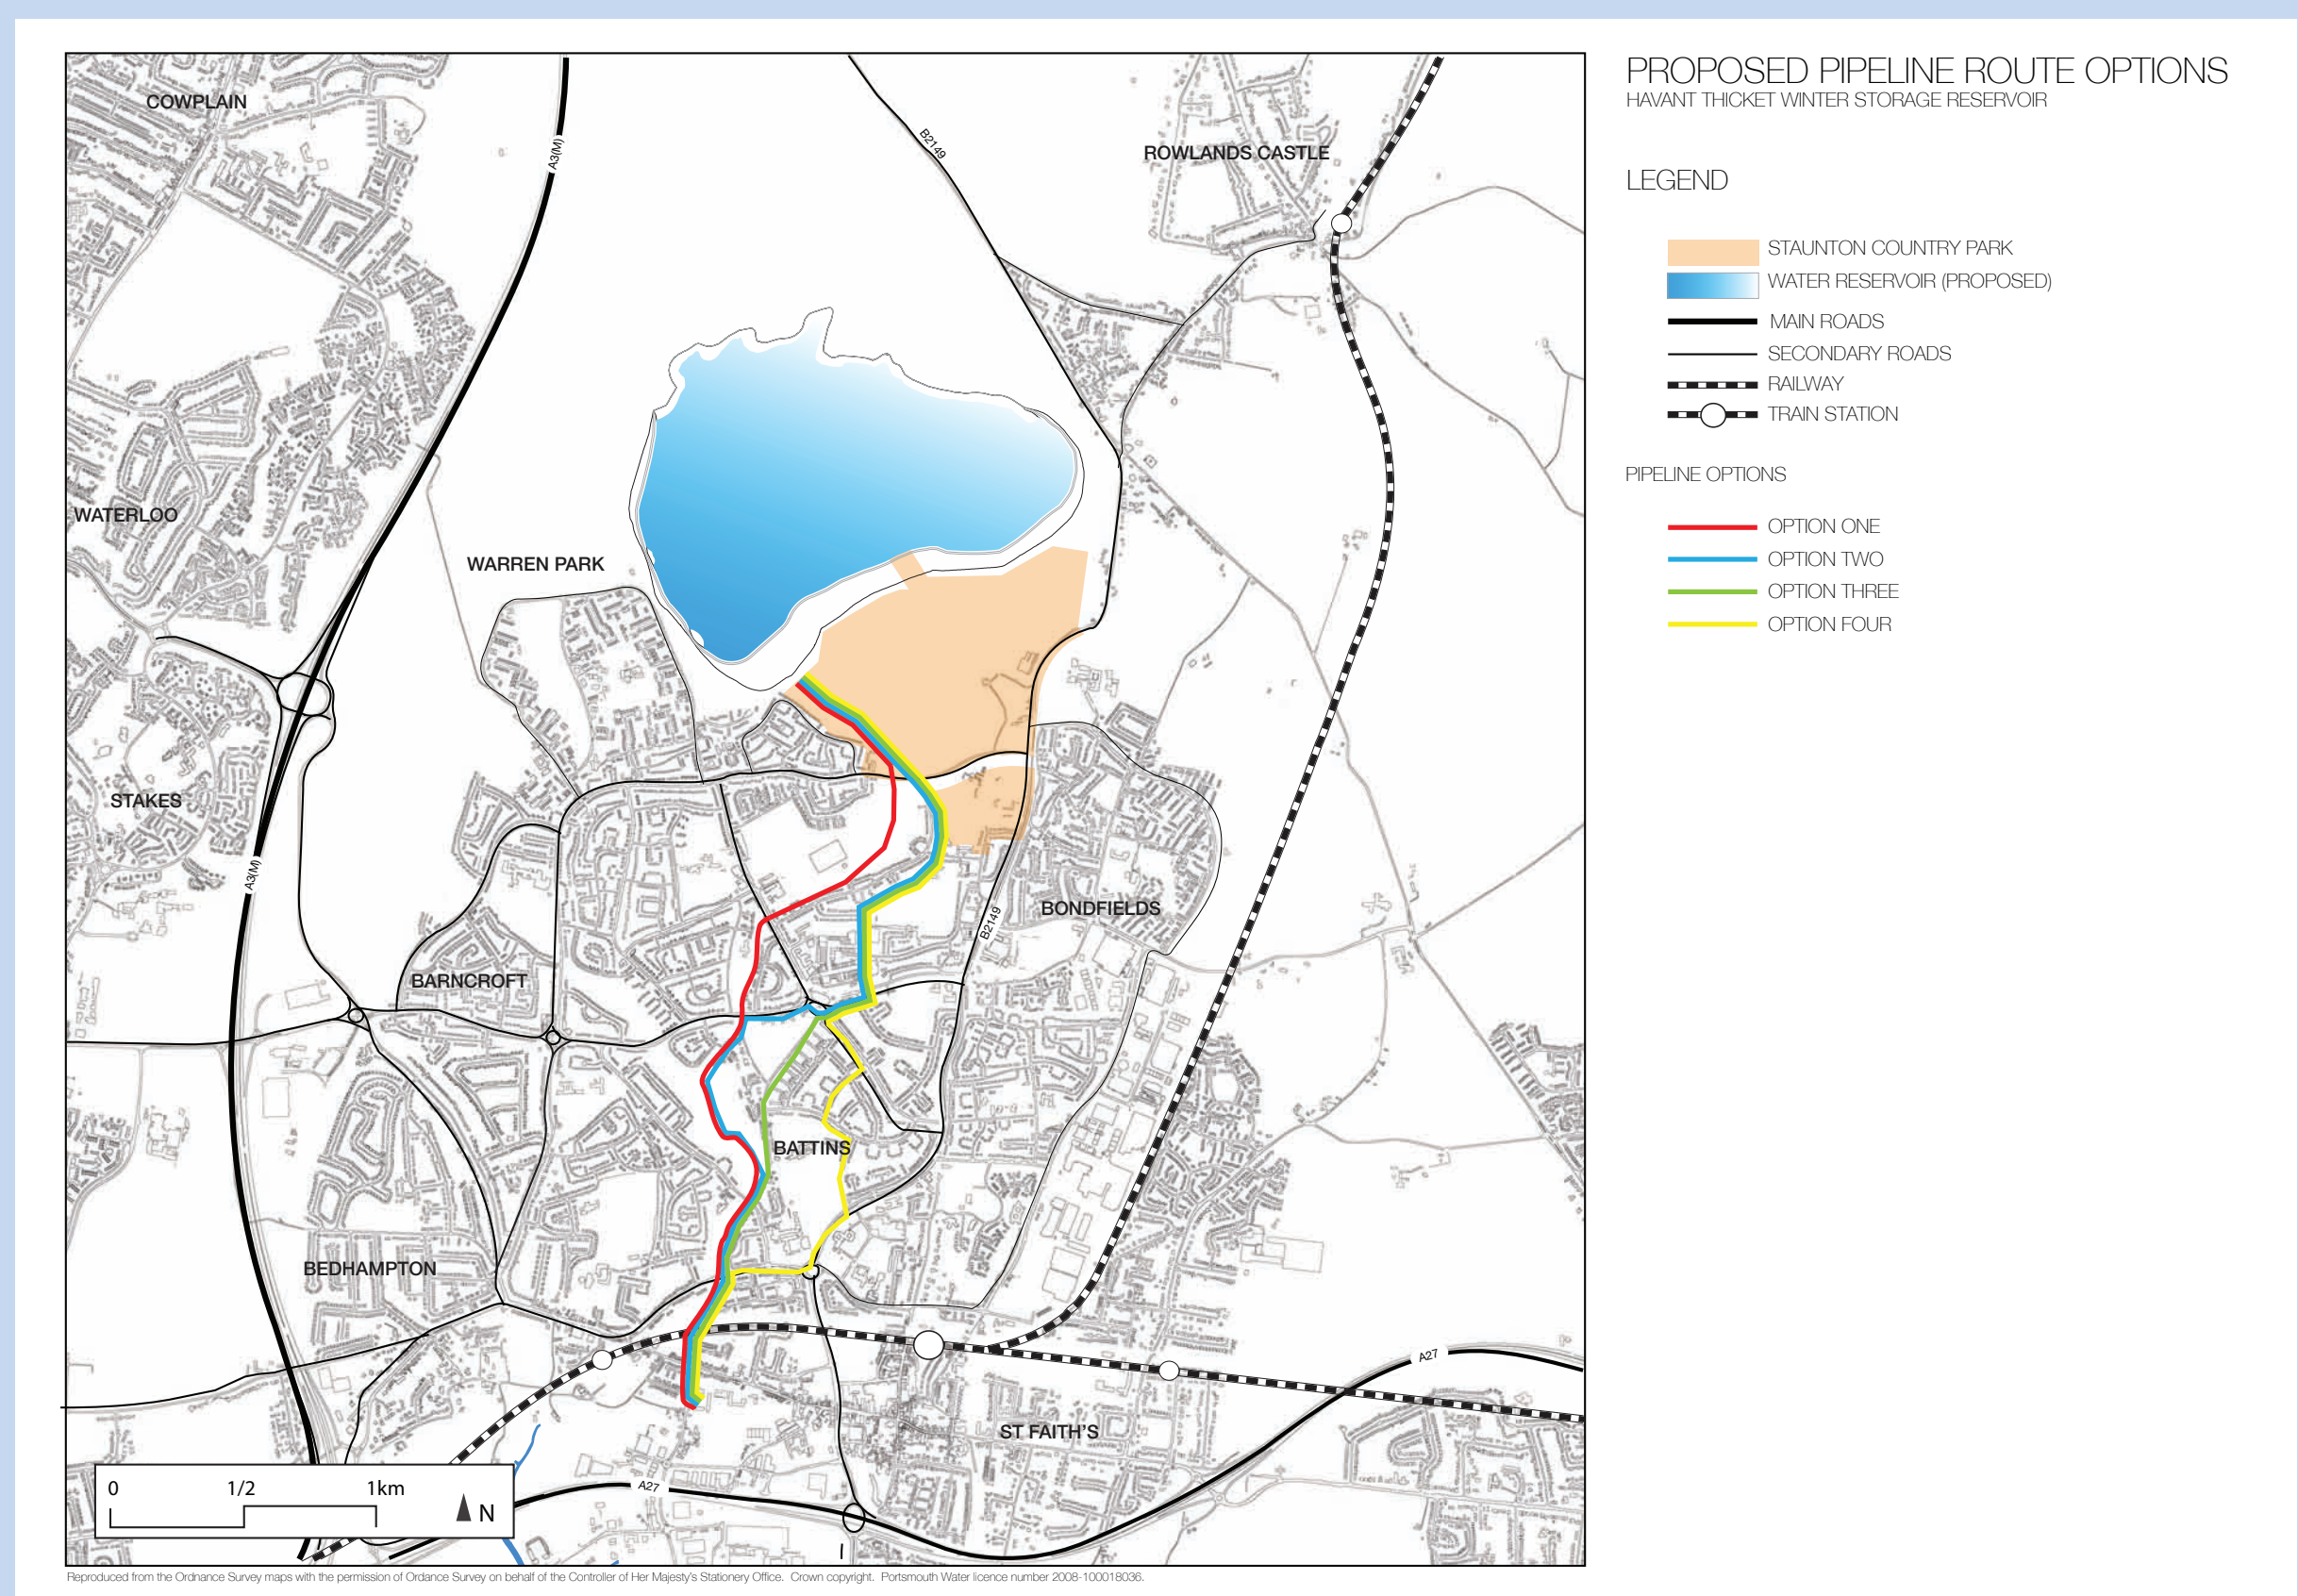 PROPOSED PIPELINE ROUTE OPTIONS
HAVANT THICKET WINTER STORAGE RESERVOIR
LEGEND
STAUNTON COUNTRY PARK
WATER RESERVOIR (PROPOSED)
MAIN ROADS
SECONDARY ROADS
RAILWAY
TRAIN STATION
PIPELINE OPTIONS
OPTION ONE
OPTION TWO
OPTION THREE
OPTION FOUR
COWPLAIN
A3(M)
B2149
ROWLANDS CASTLE
WATERLOO
WARREN PARK
STAKES
A3(M)
BONDFIELDS
B2149
BARNCROFT
BATTINS
BEDHAMPTON
A27
ST FAITH'S
A27
0 1/2 1km
N
Reproduced from the Ordnance Survey maps with the permission of Ordance Survey on behalf of the Controller of Her Majesty's Stationery Office. Crown copyright. Portsmouth Water licence number 2008-100018036.